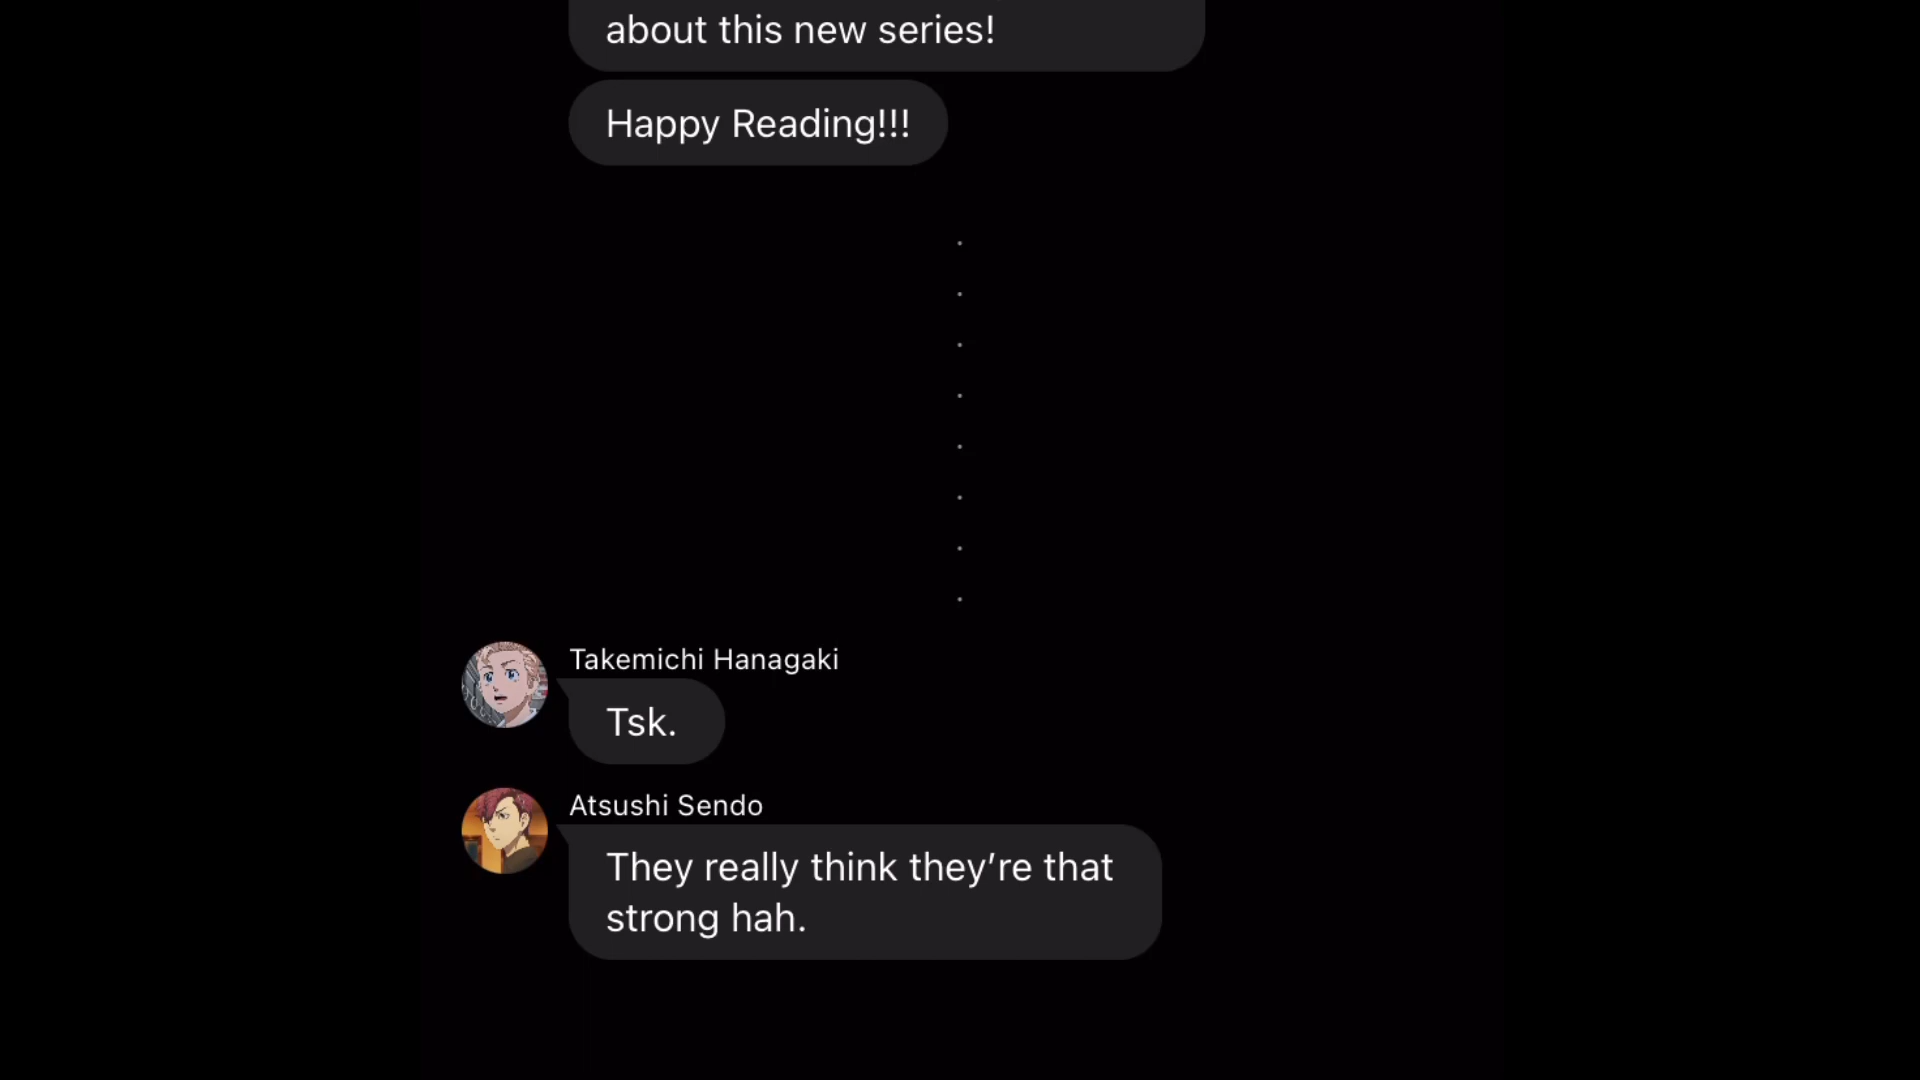 about this new series!
Happy Reading!!!
.
.
.
.
.
.
.
.
Takemichi Hanagaki
Tsk.
Atsushi Sendo
They really think they’re that
strong hah.